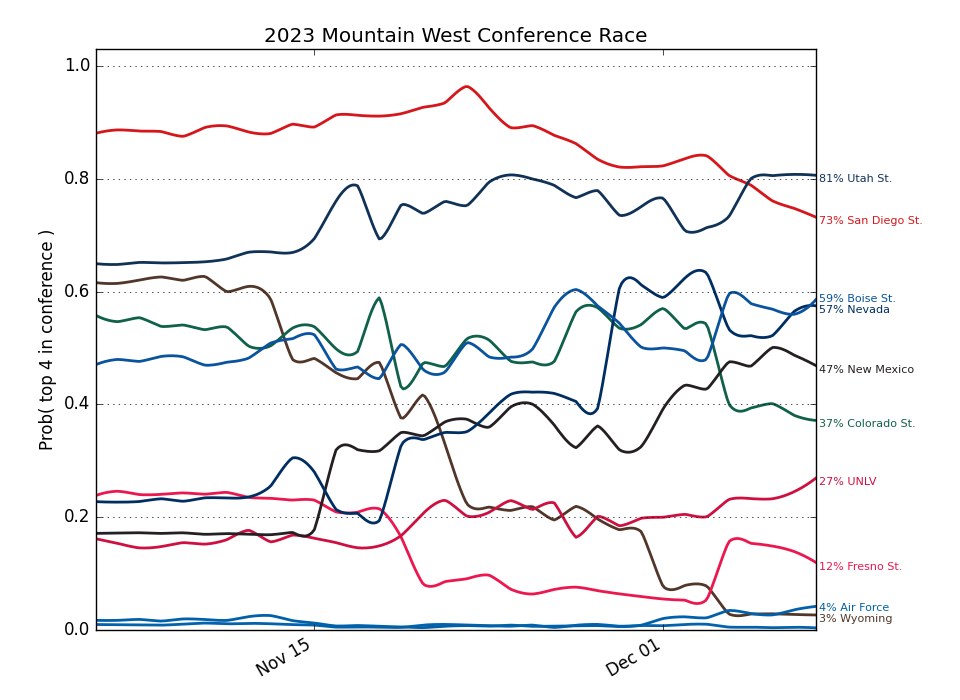 2023 Mountain West Conference Race
1.0
0.8
0.6
0.4
0.2
0.0
Prob( top 4 in conference )
Nov 15
Dec 01
81% Utah St.
73% San Diego St.
59% Boise St.
57% Nevada
47% New Mexico
37% Colorado St.
27% UNLV
12% Fresno St.
4% Air Force
3% Wyoming